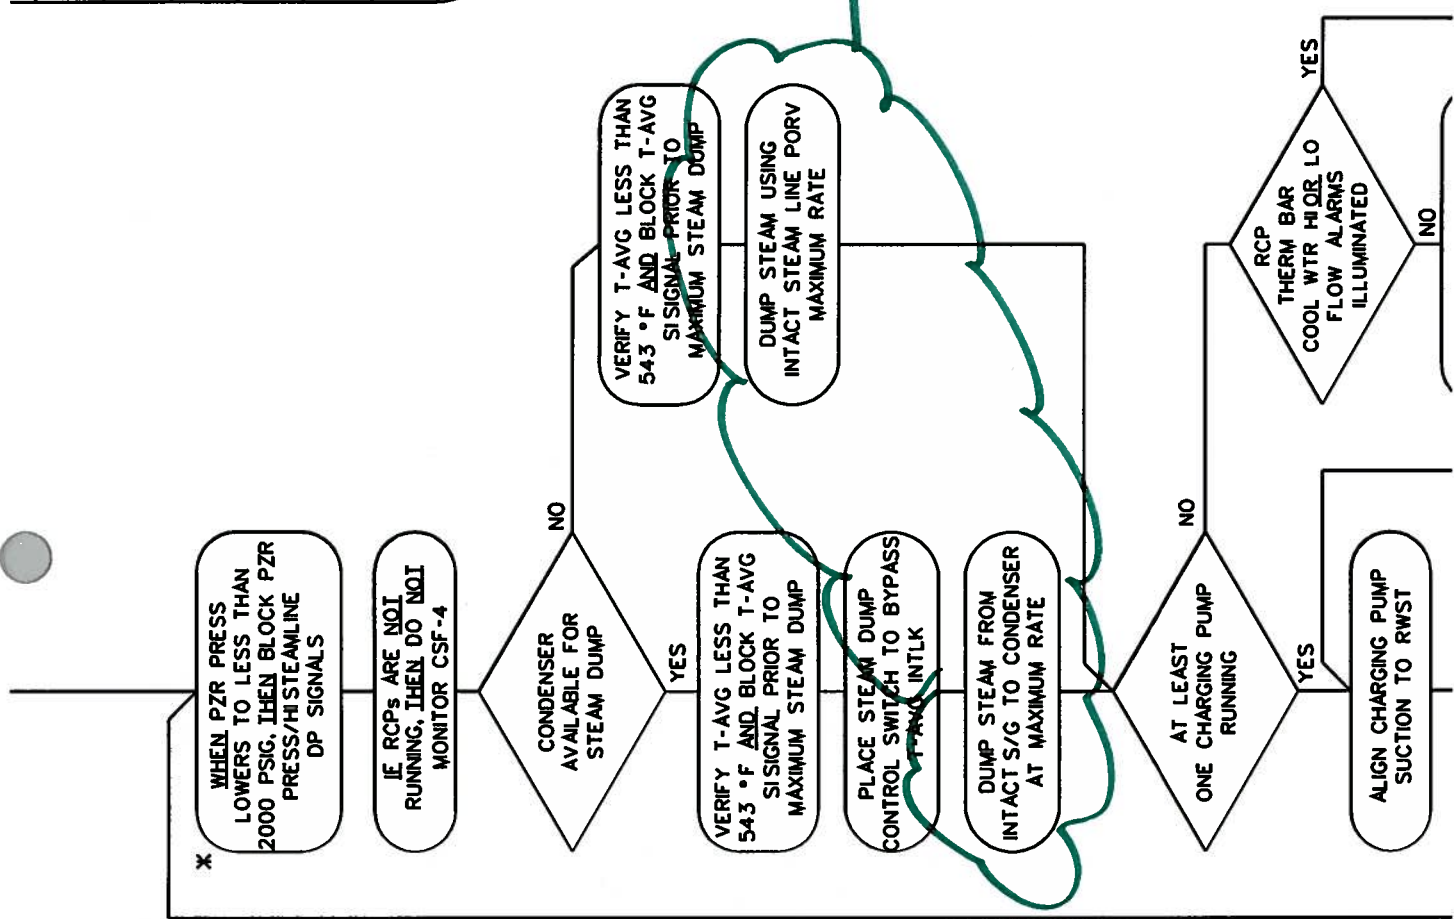 *
WHEN PZR PRESS
LOWERS TO LESS THAN
2000 PSIG, THEN BLOCK PZR
PRESS/HI STEAMLINE
DP SIGNALS
IF RCPs ARE NOT
RUNNING, THEN DO NOT
MONITOR CSF-4
CONDENSER
AVAILABLE FOR
STEAM DUMP
NO
YES
VERIFY T-AVG LESS THAN
543 °F AND BLOCK T-AVG
SI SIGNAL PRIOR TO
MAXIMUM STEAM DUMP
DUMP STEAM USING
INTACT STEAM LINE PORV
MAXIMUM RATE
VERIFY T-AVG LESS THAN
543 °F AND BLOCK T-AVG
SI SIGNAL PRIOR TO
MAXIMUM STEAM DUMP
PLACE STEAM DUMP
CONTROL SWITCH TO BYPASS
T-AVG INTLK
DUMP STEAM FROM
INTACT S/G TO CONDENSER
AT MAXIMUM RATE
AT LEAST
ONE CHARGING PUMP
RUNNING
NO
YES
RCP
THERM BAR
COOL WTR HI OR LO
FLOW ALARMS
ILLUMINATED
YES
NO
ALIGN CHARGING PUMP
SUCTION TO RWST